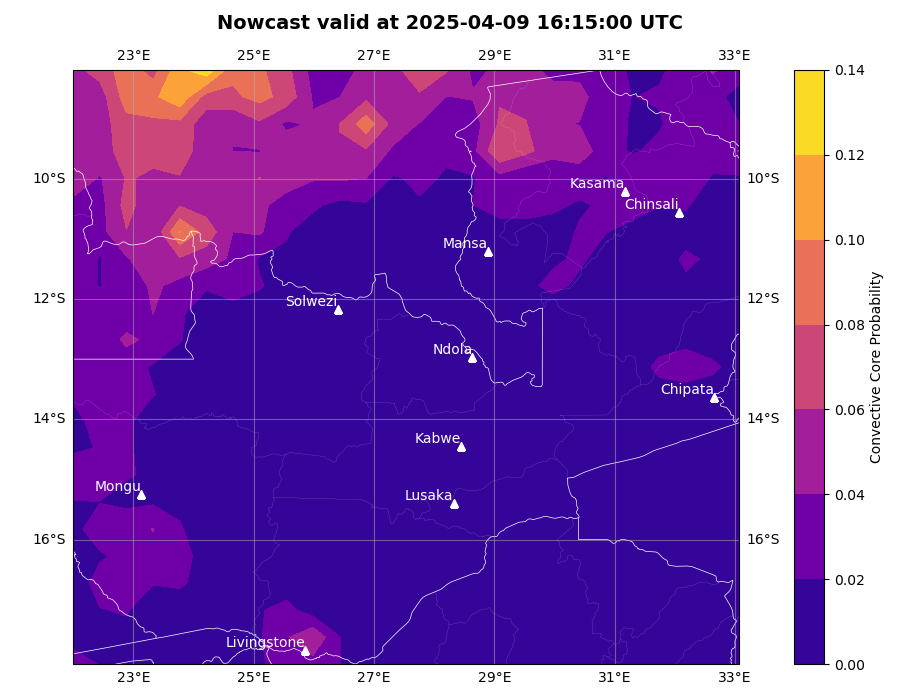 Nowcast valid at 2025-04-09 16:15:00 UTC
23°E 25°E 27°E 29°E 31°E 33°E
0.14
0.12
10°S 10°S
Kasama
Chinsali
0.10
Mansa
12°S 12°S
Solwezi
0.08
Ndola
Convective Core Probability
Chipata
0.06
14°S 14°S
Kabwe
Mongu
Lusaka
0.04
16°S 16°S
0.02
Livingstone
0.00
23°E 25°E 27°E 29°E 31°E 33°E